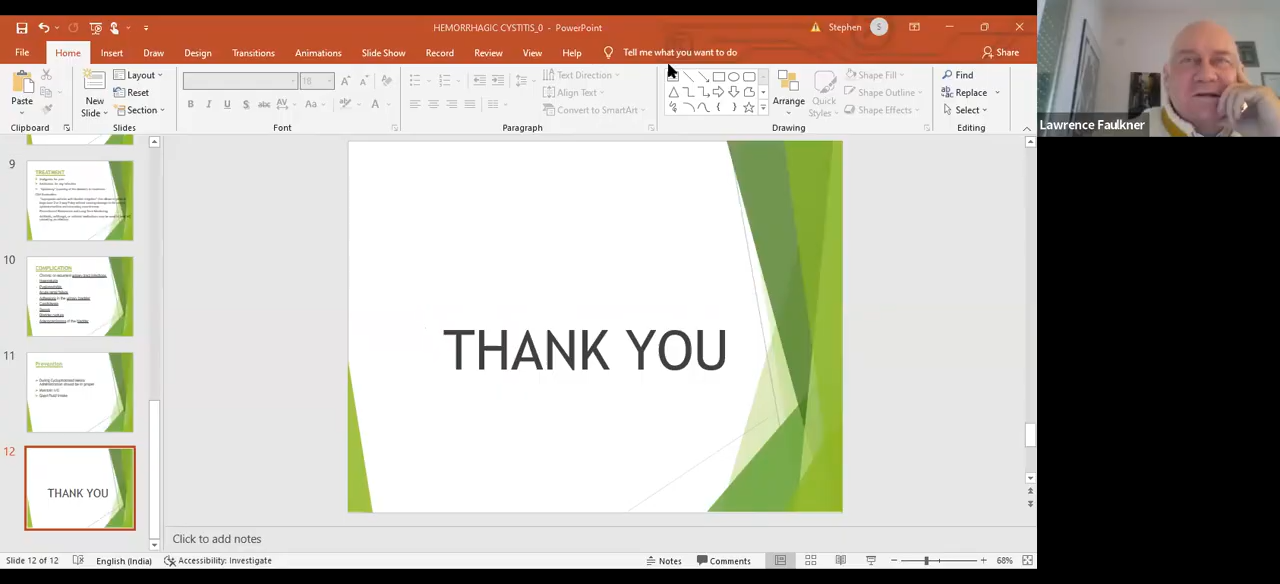 HEMORRHAGIC CYSTITIS_0 - PowerPoint
Stephen
S
File Home Insert Draw Design Transitions Animations Slide Show Record Review View Help Tell me what you want to do Share
Paste
Clipboard
New
Slide
Layout
Reset
Section
Slides
18
Font
Text Direction
Align Text
Convert to SmartArt
Paragraph
Arrange
Quick
Styles
Shape Fill
Shape Outline
Shape Effects
Drawing
Find
Replace
Select
Editing
Lawrence Faulkner
9
TREATMENT
10
COMPLICATION
11
Prevention
12
THANK YOU
THANK YOU
Click to add notes
Slide 12 of 12 English (India) Accessibility: Investigate Notes Comments 68%